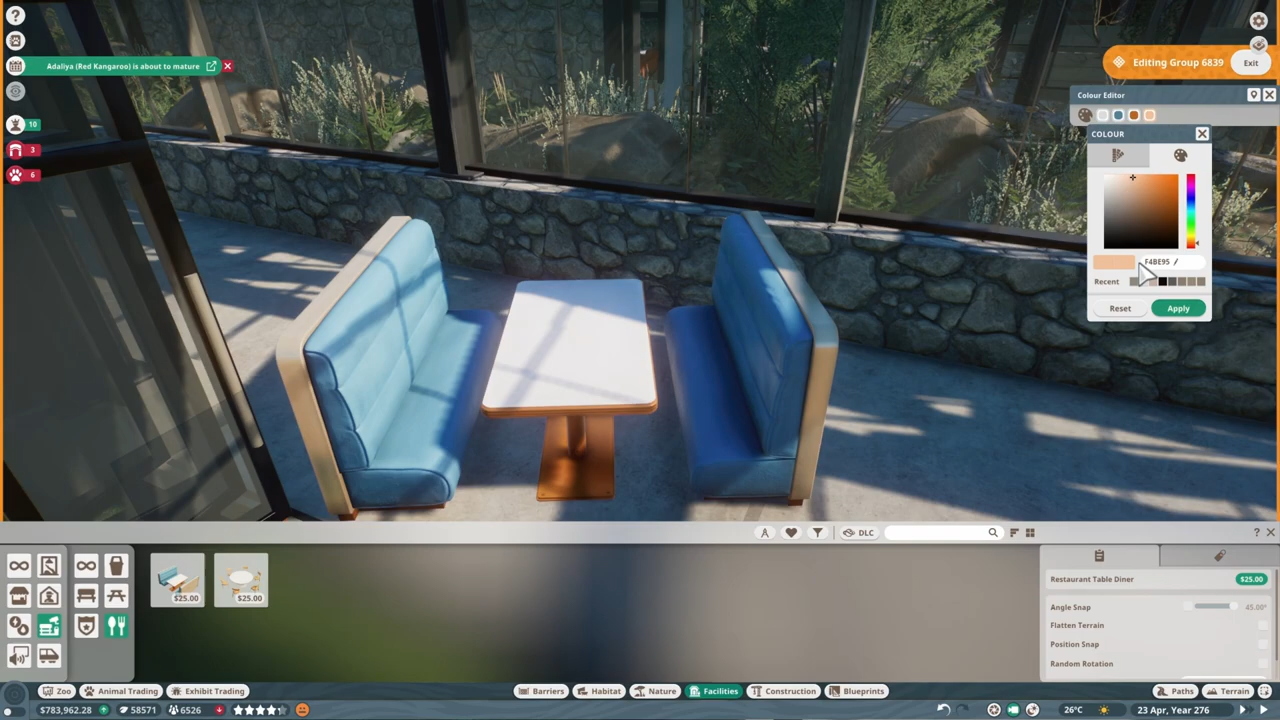 ?
Adaliya (Red Kangaroo) is about to mature
10
3
6
Editing Group 6839
Exit
Colour Editor
COLOUR
F4BE95
Recent
Reset
Apply
DLC
?
$25.00
$25.00
Restaurant Table Diner
$25.00
Angle Snap
45.00°
Flatten Terrain
Position Snap
Random Rotation
Zoo
Animal Trading
Exhibit Trading
Barriers
Habitat
Nature
Facilities
Construction
Blueprints
Paths
Terrain
$783,962.28
58571
6526
26°C
23 Apr, Year 276